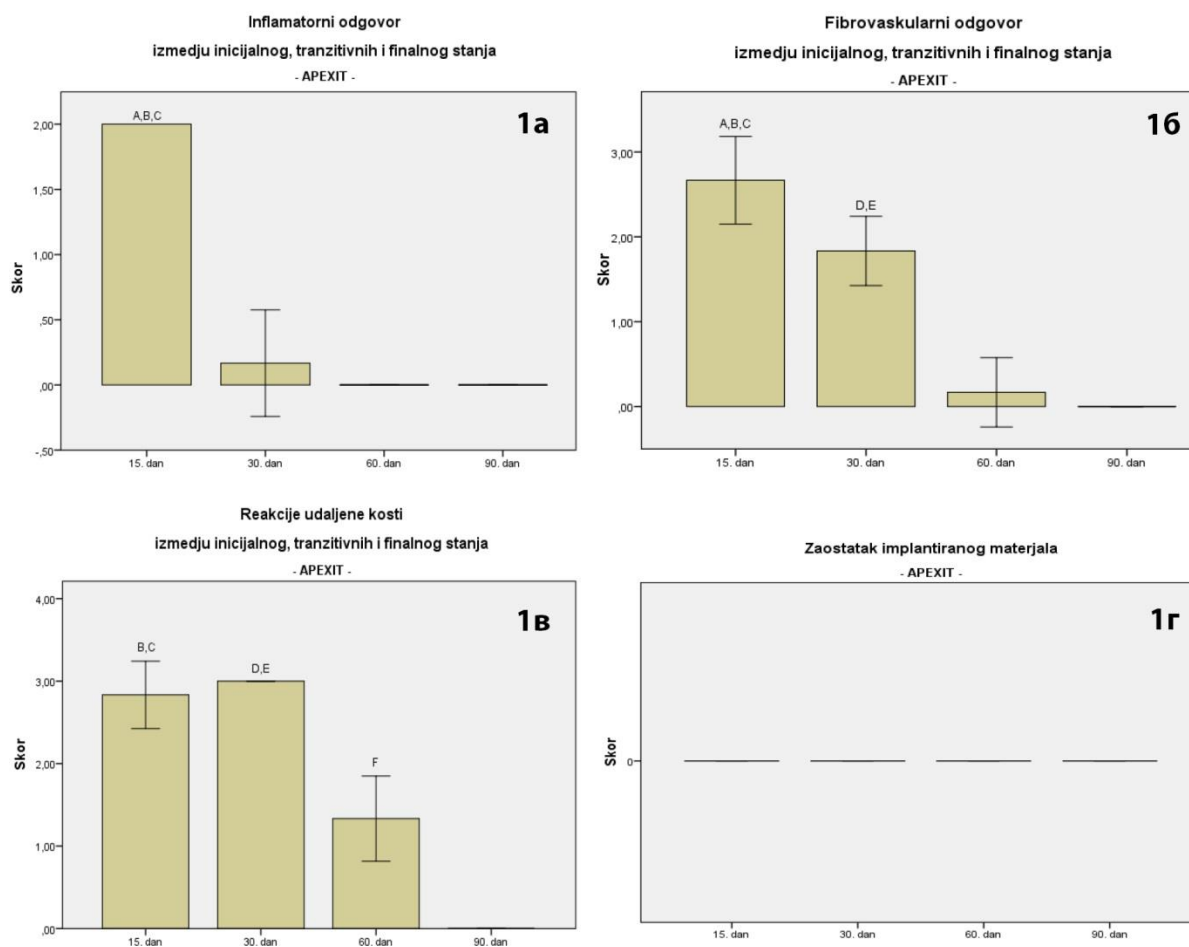 Inflamatorni odgovor
izmedju inicijalnog, tranzitivnih i finalnog stanja
- APEXIT -
1а
A,B,C
2,00
1,50
1,00
,50
,00
-,50
Skor
15. dan
30. dan
60. dan
90. dan
Fibrovaskularni odgovor
izmedju inicijalnog, tranzitivnih i finalnog stanja
- APEXIT -
1б
A,B,C
D,E
3,00
2,00
1,00
,00
Skor
15. dan
30. dan
60. dan
90. dan
Reakcije udaljene kosti
izmedju inicijalnog, tranzitivnih i finalnog stanja
- APEXIT -
1в
B,C
D,E
F
4,00
3,00
2,00
1,00
,00
Skor
15. dan
30. dan
60. dan
90. dan
Zaostatak implantiranog materjala
- APEXIT -
1г
0
Skor
15. dan
30. dan
60. dan
90. dan